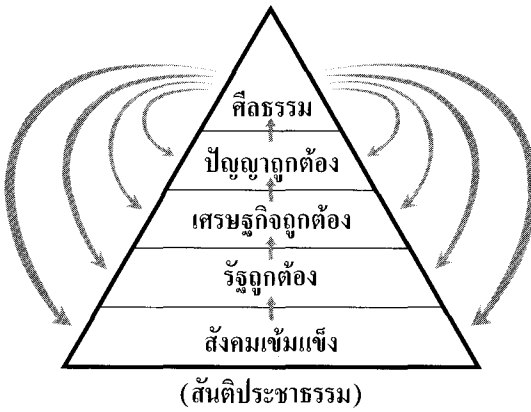 ศีลธรรม
ปัญญาถูกต้อง
เศรษฐกิจถูกต้อง
รัฐถูกต้อง
สังคมเข้มแข็ง
(สันติประชาธรรม)